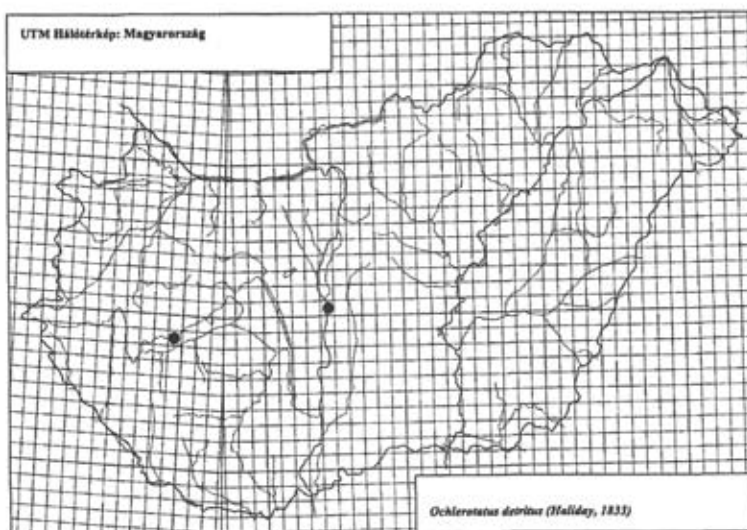 UTM Hálótérkép: Magyarország
Ochlerotatus detritus (Haliday, 1833)